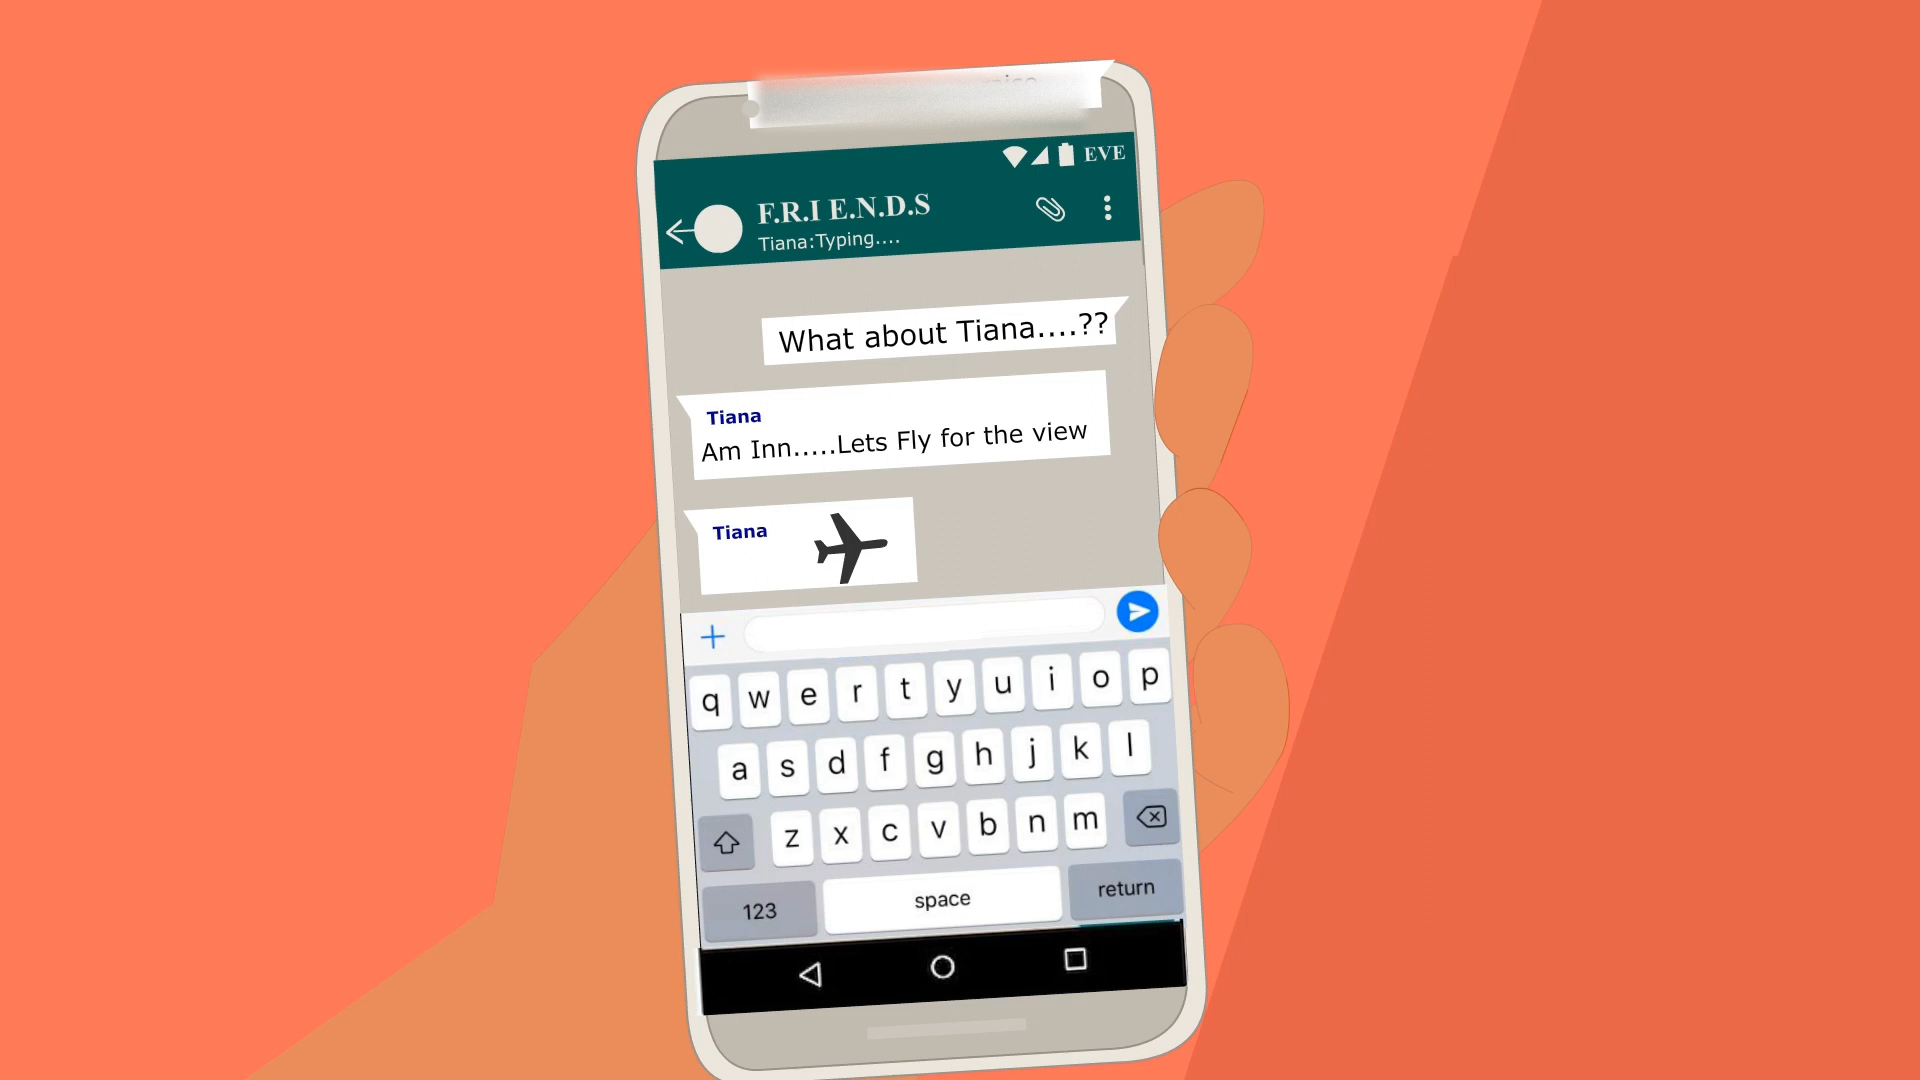 EVE
F.R.I E.N.D.S
Tiana:Typing....
What about Tiana....??
Tiana
Am Inn.....Lets Fly for the view
Tiana
q w e r t y u i o p
a s d f g h j k l
z x c v b n m
123 space return